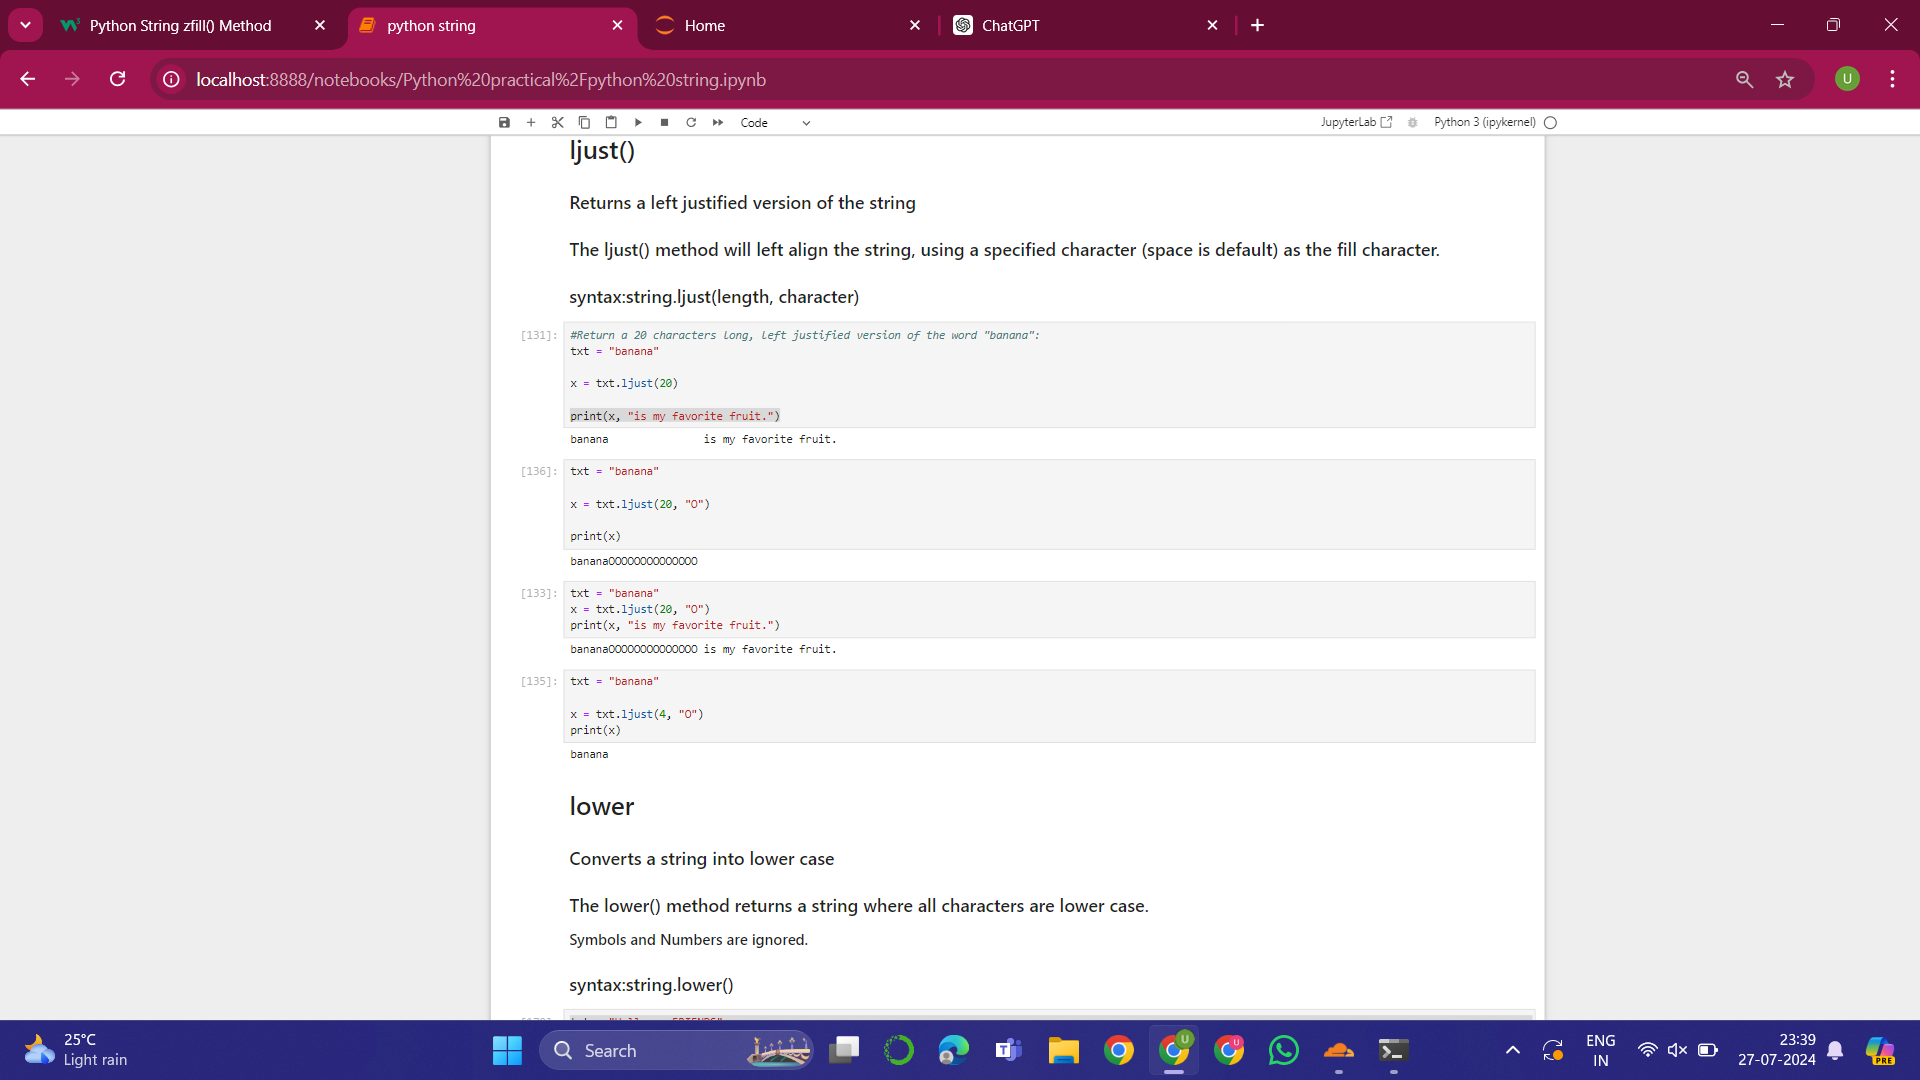 Python String zfill() Method
python string
Home
ChatGPT
localhost:8888/notebooks/Python%20practical%2Fpython%20string.ipynb
U
Code
JupyterLab
Python 3 (ipykernel)
ljust()
Returns a left justified version of the string
The ljust() method will left align the string, using a specified character (space is default) as the fill character.
syntax:string.ljust(length, character)
[131]: #Return a 20 characters long, left justified version of the word "banana":
txt = "banana"
x = txt.ljust(20)
print(x, "is my favorite fruit.")
banana              is my favorite fruit.
[136]: txt = "banana"
x = txt.ljust(20, "O")
print(x)
bananaOOOOOOOOOOOOOO
[133]: txt = "banana"
x = txt.ljust(20, "O")
print(x, "is my favorite fruit.")
bananaOOOOOOOOOOOOOO is my favorite fruit.
[135]: txt = "banana"
x = txt.ljust(4, "O")
print(x)
banana
lower
Converts a string into lower case
The lower() method returns a string where all characters are lower case.
Symbols and Numbers are ignored.
syntax:string.lower()
25°C
Light rain
Search
ENG
IN
23:39
27-07-2024
PRE